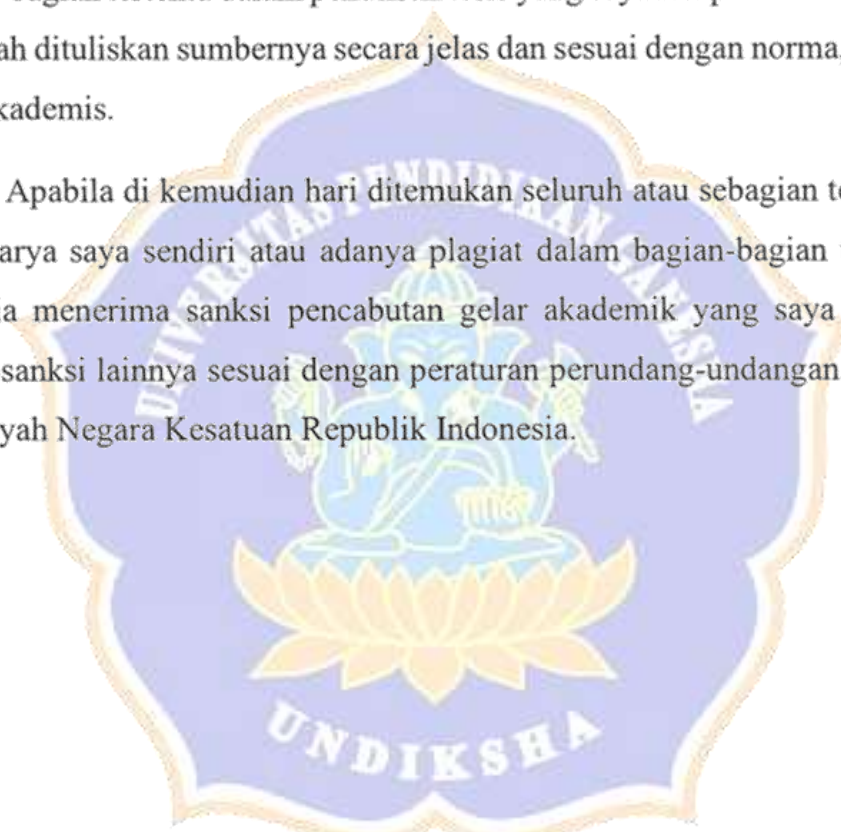 ah dituliskan sumbernya secara jelas dan sesuai dengan norma,
kademis.
Apabila di kemudian hari ditemukan seluruh atau sebagian te
arya saya sendiri atau adanya plagiat dalam bagian-bagian
a menerima sanksi pencabutan gelar akademik yang saya
sanksi lainnya sesuai dengan peraturan perundang-undangan
yah Negara Kesatuan Republik Indonesia.
UNIVERSITAS PENDIDIKAN GANESHA
UNDIKSHA